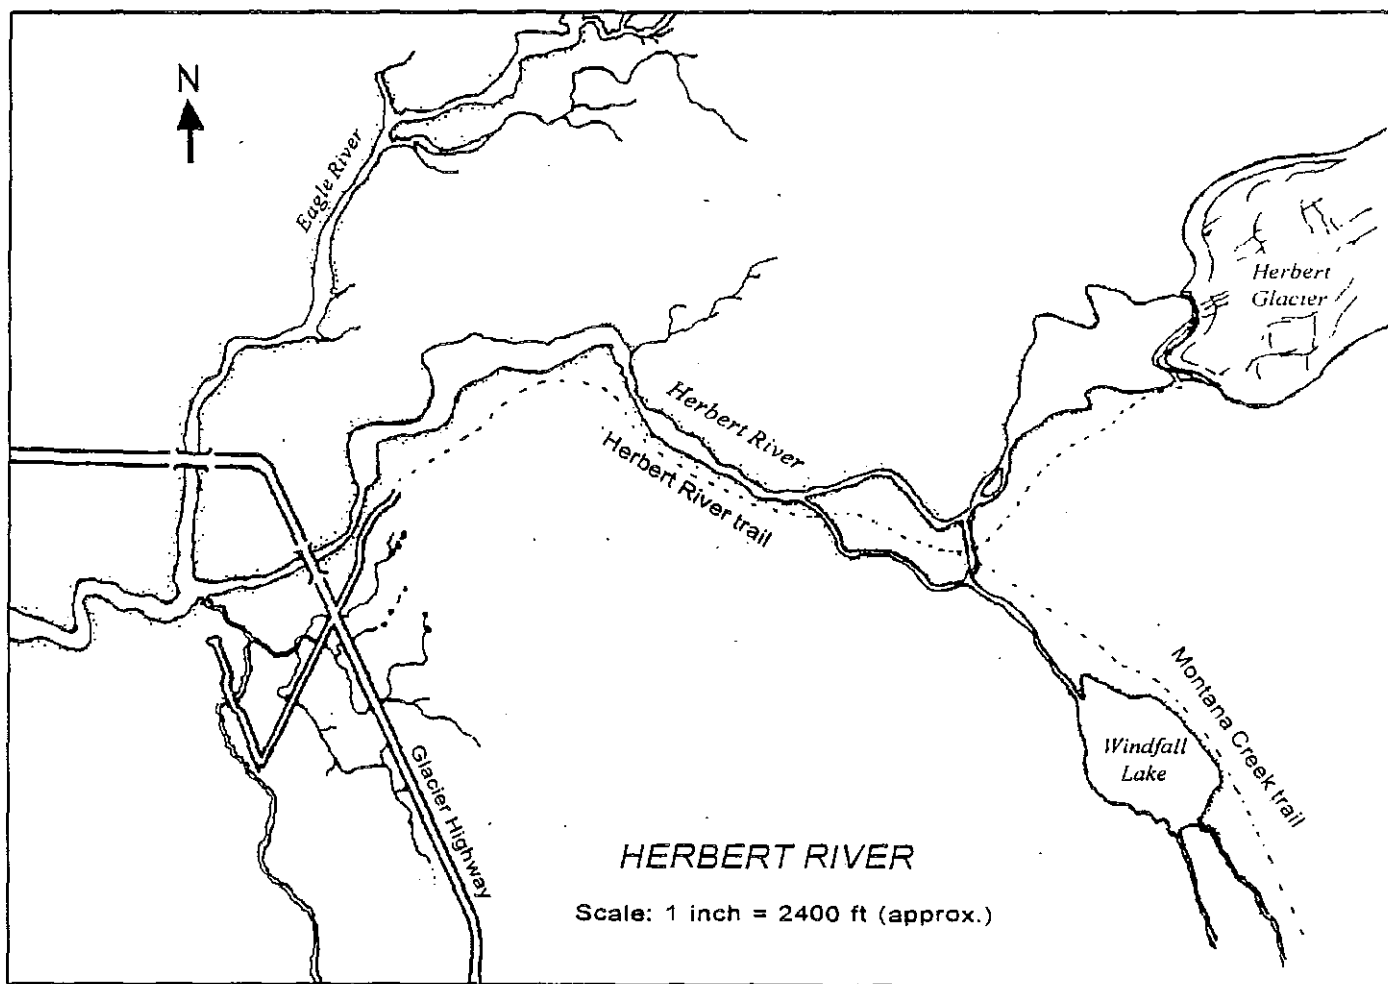 N
Eagle River
Herbert
Glacier
Herbert River
Herbert River trail
Montana Creek trail
Windfall
Lake
Glacier Highway
HERBERT RIVER
Scale: 1 inch = 2400 ft (approx.)